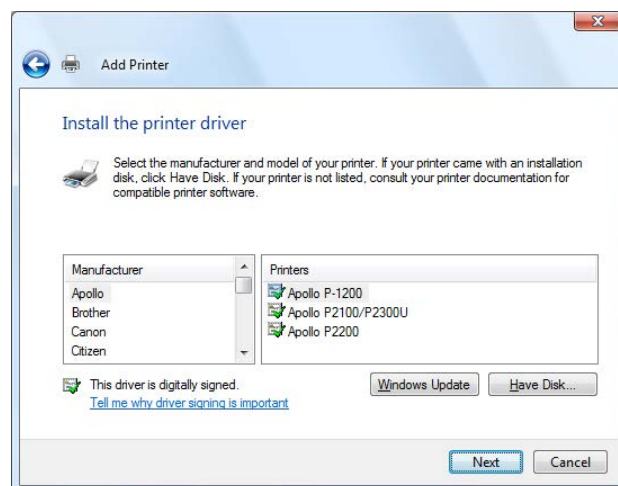 Add Printer
Install the printer driver
Select the manufacturer and model of your printer. If your printer came with an installation
disk, click Have Disk. If your printer is not listed, consult your printer documentation for
compatible printer software.
Manufacturer
Apollo
Brother
Canon
Citizen
Printers
Apollo P-1200
Apollo P2100/P2300U
Apollo P2200
This driver is digitally signed.
Tell me why driver signing is important
Windows Update
Have Disk...
Next
Cancel